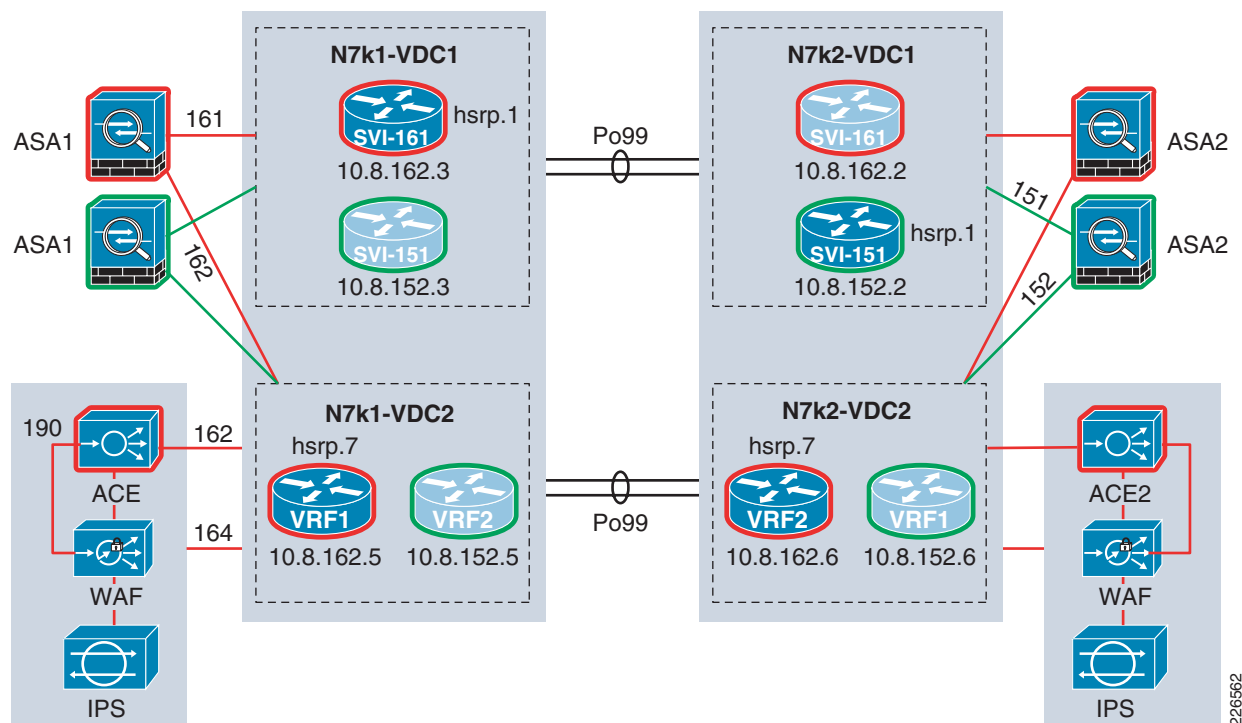 N7k1-VDC1
N7k2-VDC1
ASA1
161
SVI-161
hsrp.1
10.8.162.3
Po99
SVI-161
10.8.162.2
ASA2
ASA1
162
SVI-151
10.8.152.3
SVI-151
hsrp.1
10.8.152.2
151
152
ASA2
N7k1-VDC2
N7k2-VDC2
190
ACE
162
hsrp.7
VRF1
10.8.162.5
VRF2
10.8.152.5
Po99
hsrp.7
VRF2
10.8.162.6
VRF1
10.8.152.6
ACE2
164
WAF
IPS
WAF
IPS
226562